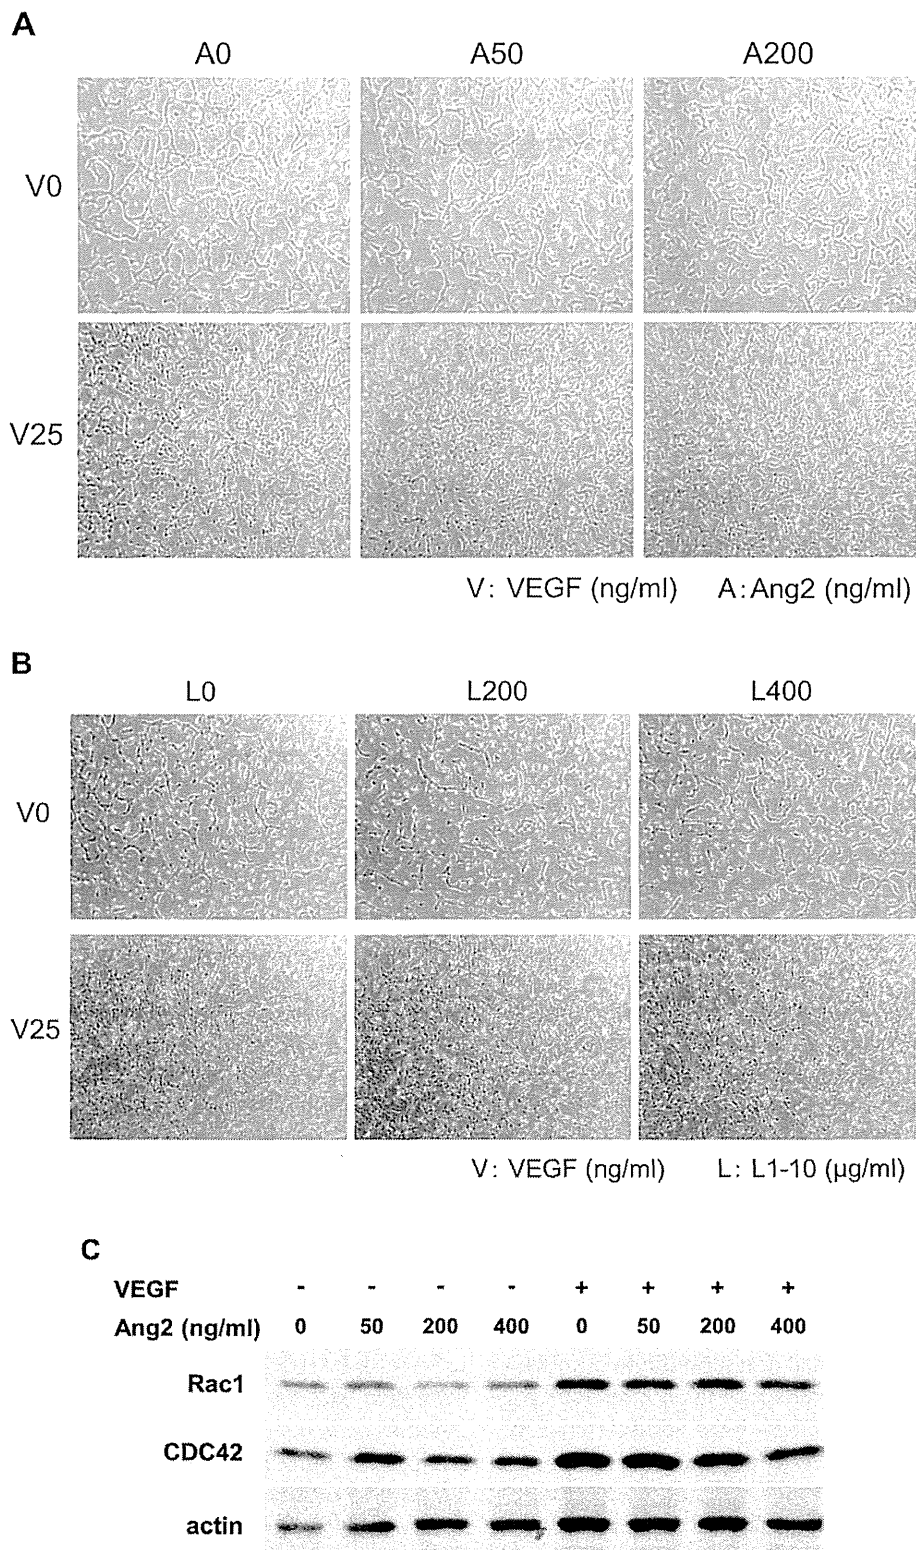 A
A0 A50 A200
V0
V25
V: VEGF (ng/ml) A:Ang2 (ng/ml)
B
L0 L200 L400
V0
V25
V: VEGF (ng/ml) L: L1-10 (µg/ml)
C
VEGF - - - - + + + +
Ang2 (ng/ml) 0 50 200 400 0 50 200 400
Rac1
CDC42
actin